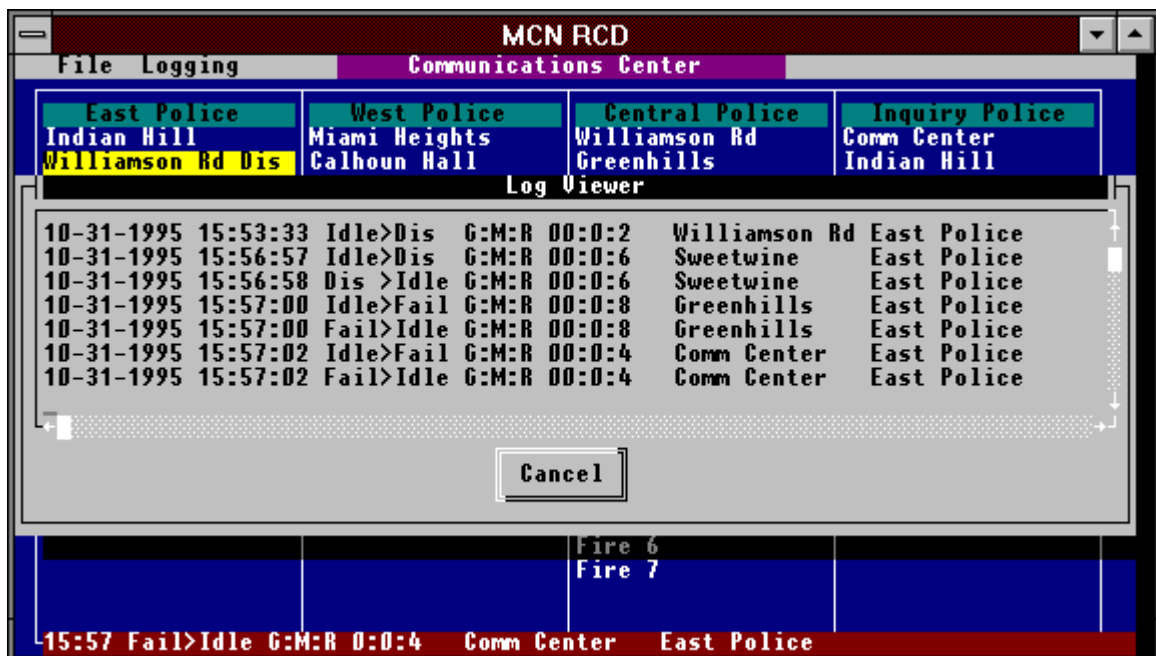 MCN RCD
File Logging Communications Center
East Police West Police Central Police Inquiry Police
Indian Hill Miami Heights Williamson Rd Comm Center
Williamson Rd Dis Calhoun Hall Greenhills Indian Hill
Log Viewer
10-31-1995 15:53:33 Idle>Dis G:M:R 00:0:2 Williamson Rd East Police
10-31-1995 15:56:57 Idle>Dis G:M:R 00:0:6 Sweetwine East Police
10-31-1995 15:56:58 Dis >Idle G:M:R 00:0:6 Sweetwine East Police
10-31-1995 15:57:00 Idle>Fail G:M:R 00:0:8 Greenhills East Police
10-31-1995 15:57:00 Fail>Idle G:M:R 00:0:8 Greenhills East Police
10-31-1995 15:57:02 Idle>Fail G:M:R 00:0:4 Comm Center East Police
10-31-1995 15:57:02 Fail>Idle G:M:R 00:0:4 Comm Center East Police
Cancel
Fire 6
Fire 7
15:57 Fail>Idle G:M:R 0:0:4 Comm Center East Police